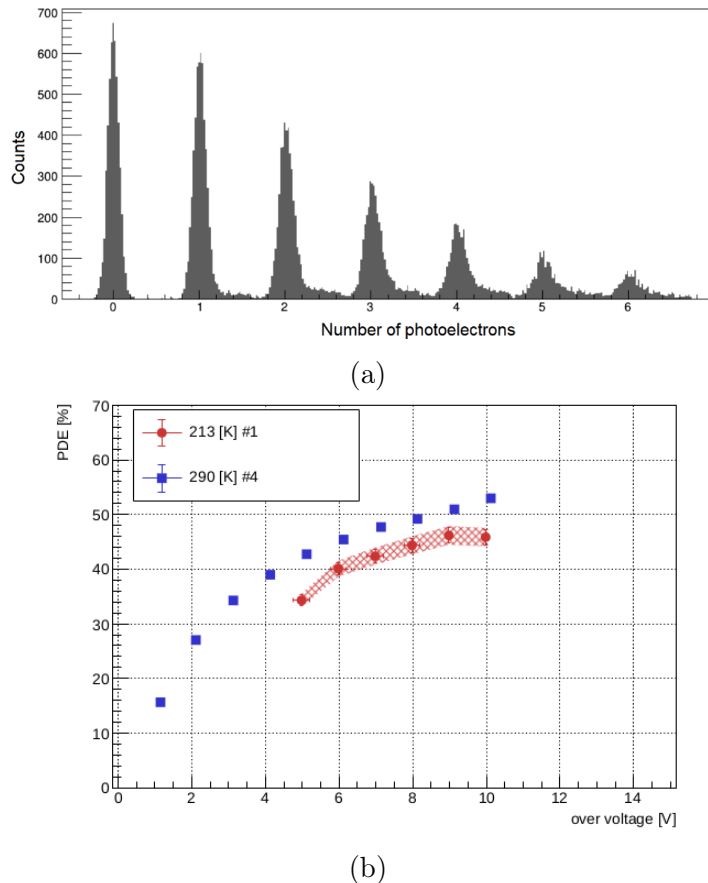 700
600
500
400
300
200
100
0
Counts
0 1 2 3 4 5 6
Number of photoelectrons
(a)
70
60
50
40
30
20
10
0
PDE [%]
213 [K] #1
290 [K] #4
0 2 4 6 8 10 12 14
over voltage [V]
(b)